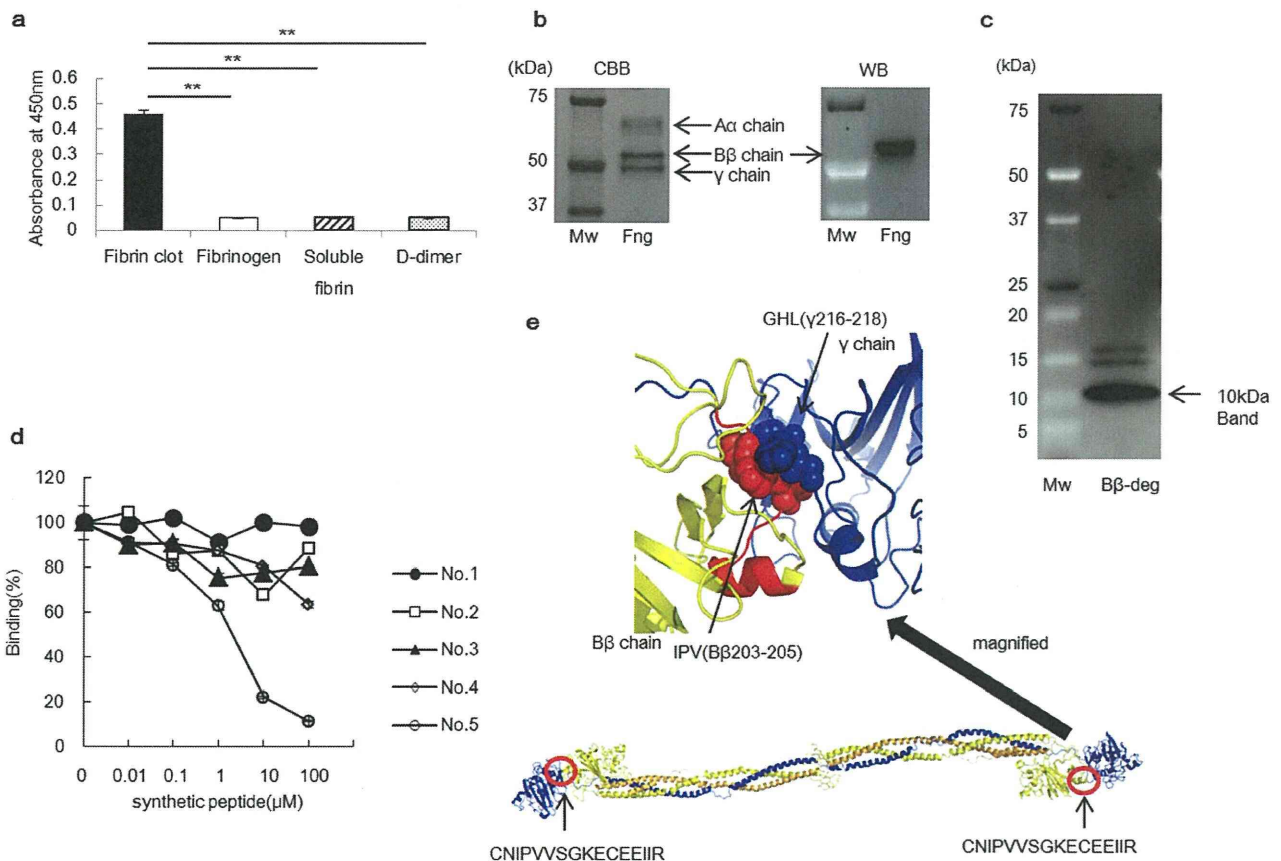 a
**
**
**
Absorbance at 450nm
0.6
0.5
0.4
0.3
0.2
0.1
0
Fibrin clot
Fibrinogen
Soluble
fibrin
D-dimer
b
(kDa)
CBB
WB
75
50
37
Aα chain
Bβ chain
γ chain
Mw
Fng
Mw
Fng
c
(kDa)
75
50
37
25
20
15
10
5
10kDa
Band
Mw
Bβ-deg
d
Binding(%)
120
100
80
60
40
20
0
0
0.01
0.1
1
10
100
synthetic peptide(μM)
No.1
No.2
No.3
No.4
No.5
e
GHL(γ216-218)
γ chain
Bβ chain
IPV(Bβ203-205)
magnified
CNIPVVSGKECEEIIR
CNIPVVSGKECEEIIR